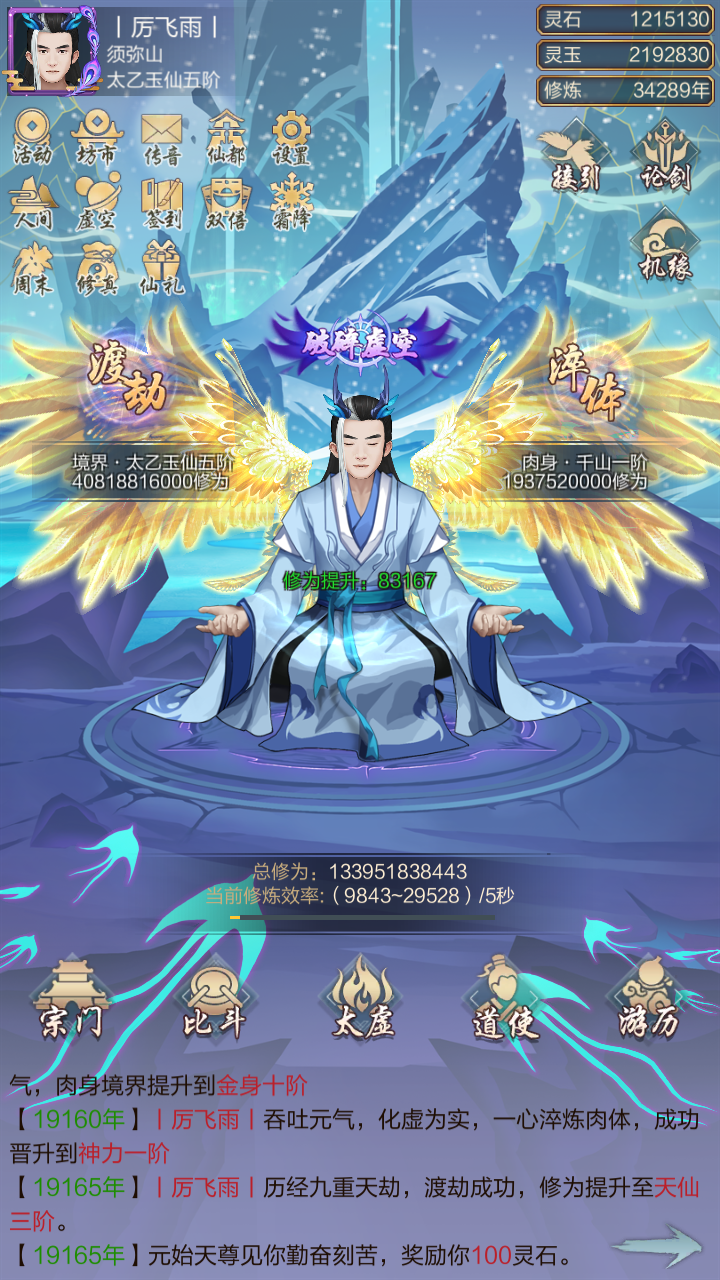 丨厉飞雨丨
须弥山
太乙玉仙五阶
灵石 1215130
灵玉 2192830
修炼 34289年
活动 坊市 传音 仙都 设置
人间 虚空 签到 双倍 霜降
周末 修真 仙礼
接引 论剑
机缘
破碎虚空
渡劫
淬体
境界·太乙玉仙五阶
40818816000修为
肉身·千山一阶
1937520000修为
修为提升：83167
总修为：133951838443
当前修炼效率:（9843~29528）/5秒
宗门 比斗 太虚 道使 游历
气，肉身境界提升到金身十阶
【19160年】丨厉飞雨丨吞吐元气，化虚为实，一心淬炼肉体，成功
晋升到神力一阶
【19165年】丨厉飞雨丨历经九重天劫，渡劫成功，修为提升至天仙
三阶。
【19165年】元始天尊见你勤奋刻苦，奖励你100灵石。